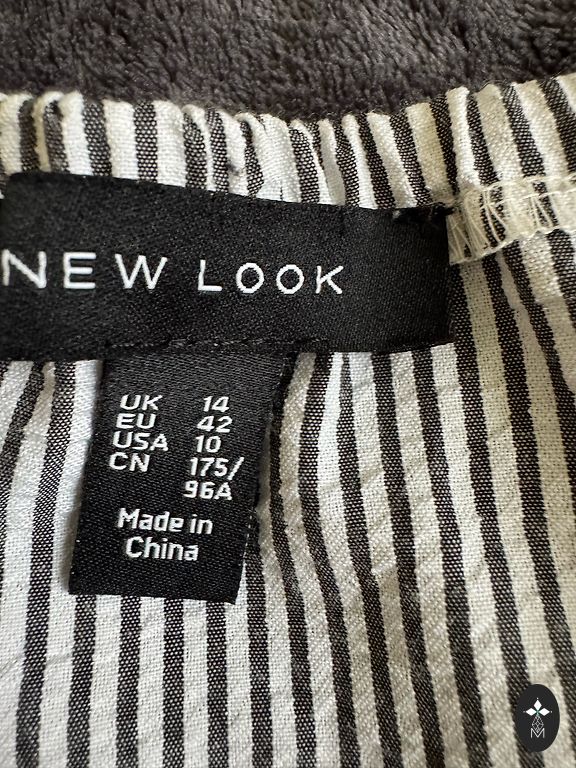 NEW LOOK
UK 14
EU 42
USA 10
CN 175/
96A
Made in
China